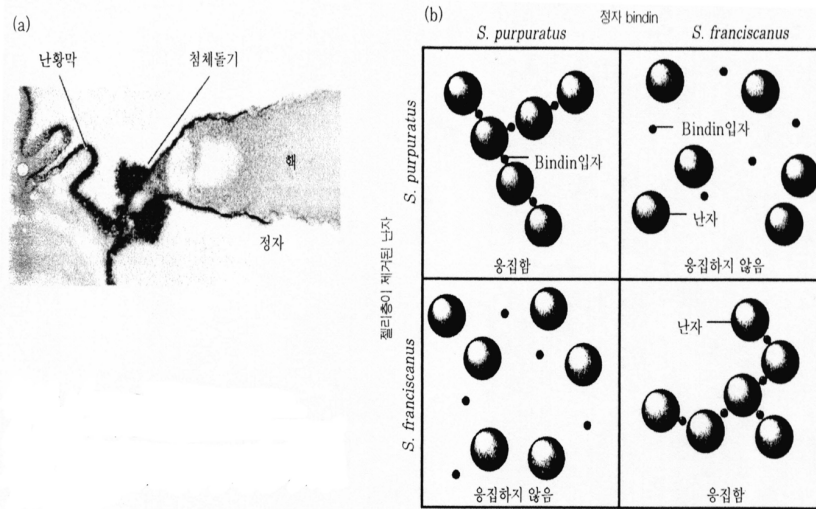 (a)
난황막
침체돌기
핵
정자
(b)
정자 bindin
S. purpuratus
S. franciscanus
젤리층이 제거된 난자
S. purpuratus
Bindin입자
응집함
Bindin입자
난자
응집하지 않음
S. franciscanus
응집하지 않음
난자
응집함